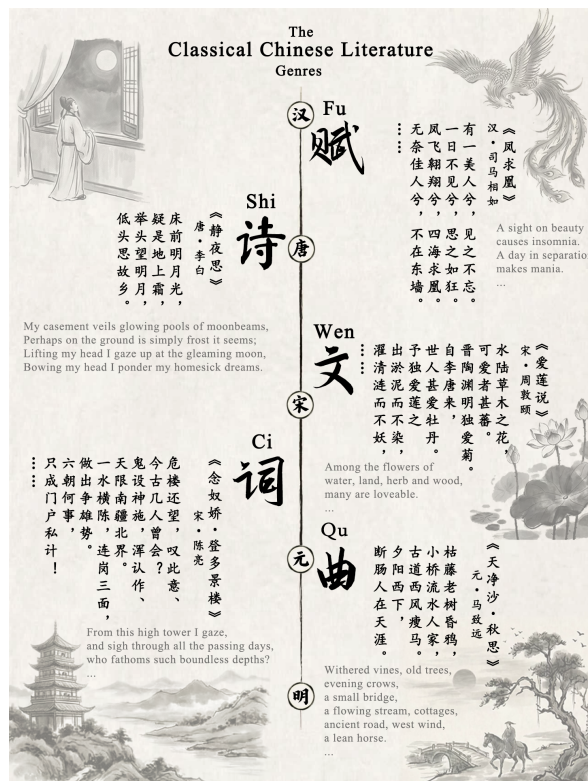 The
Classical Chinese Literature
Genres
汉
Fu
赋
《凤求凰》
汉·司马相如
有一美人兮，见之不忘。
一日不见兮，思之如狂。
凤飞翱翔兮，四海求凰。
无奈佳人兮，不在东墙。
……
A sight on beauty
causes insomnia.
A day in separatio
makes mania.
...
Shi
诗
唐
《静夜思》
唐·李白
床前明月光，
疑是地上霜，
举头望明月，
低头思故乡。
My casement veils glowing pools of moonbeams,
Perhaps on the ground is simply frost it seems;
Lifting my head I gaze up at the gleaming moon,
Bowing my head I ponder my homesick dreams.
Wen
文
宋
《爱莲说》
宋·周敦颐
水陆草木之花，
可爱者甚蕃。
晋陶渊明独爱菊。
自李唐来，
世人甚爱牡丹。
予独爱莲之
出淤泥而不染，
濯清涟而不妖，
……
Among the flowers of
water, land, herb and wood,
many are loveable.
...
Ci
词
《念奴娇·登多景楼》
宋·陈亮
危楼还望，叹此意、
今古几人曾会？
鬼设神施，浑认作、
天限南疆北界。
一水横陈，连岗三面，
做出争雄势。
六朝何事，
只成门户私计！
……
From this high tower I gaze,
and sigh through all the passing days,
who fathoms such boundless depths?
...
元
Qu
曲
《天净沙·秋思》
元·马致远
枯藤老树昏鸦，
小桥流水人家，
古道西风瘦马。
夕阳西下，
断肠人在天涯。
Withered vines, old trees,
evening crows,
a small bridge,
a flowing stream, cottages,
ancient road, west wind,
a lean horse.
...
明